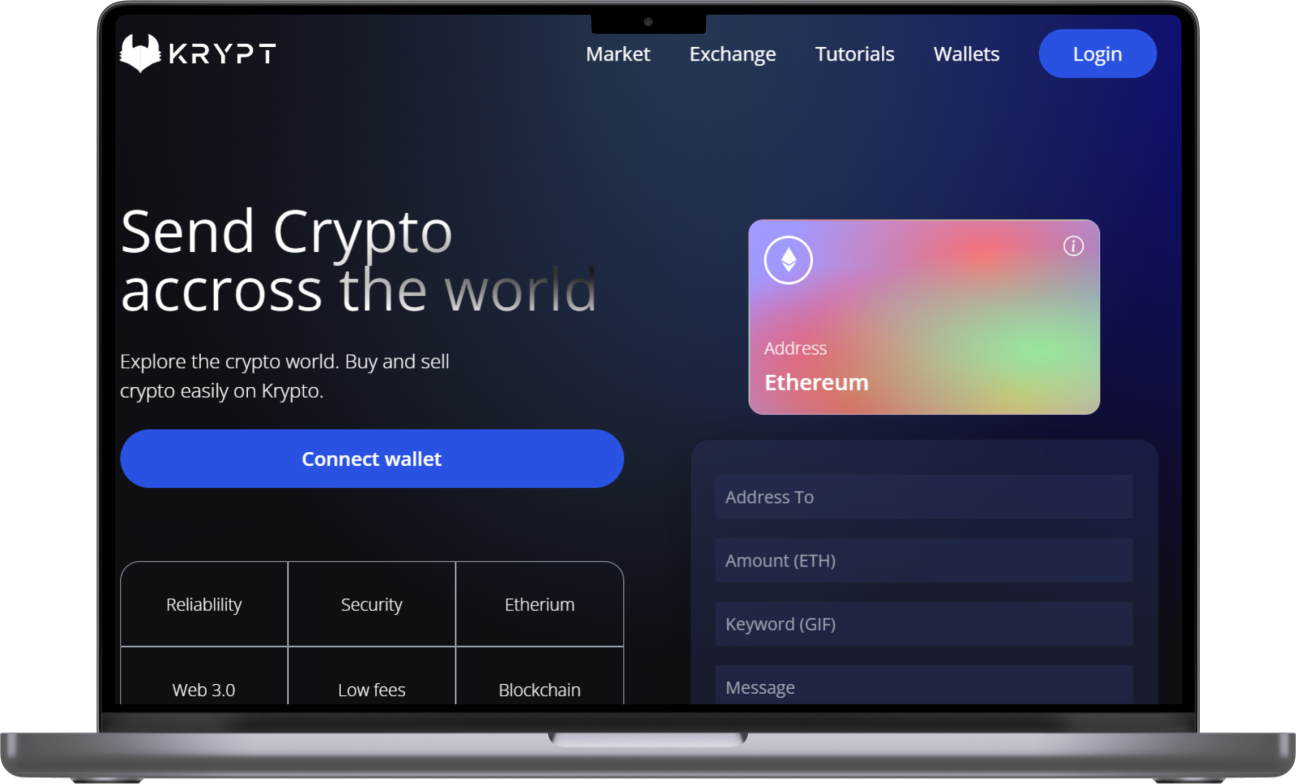 KRYPT
Market
Exchange
Tutorials
Wallets
Login
Send Crypto
accross the world
Explore the crypto world. Buy and sell
crypto easily on Krypto.
Connect wallet
Reliablility
Security
Etherium
Web 3.0
Low fees
Blockchain
i
Address
Ethereum
Address To
Amount (ETH)
Keyword (GIF)
Message